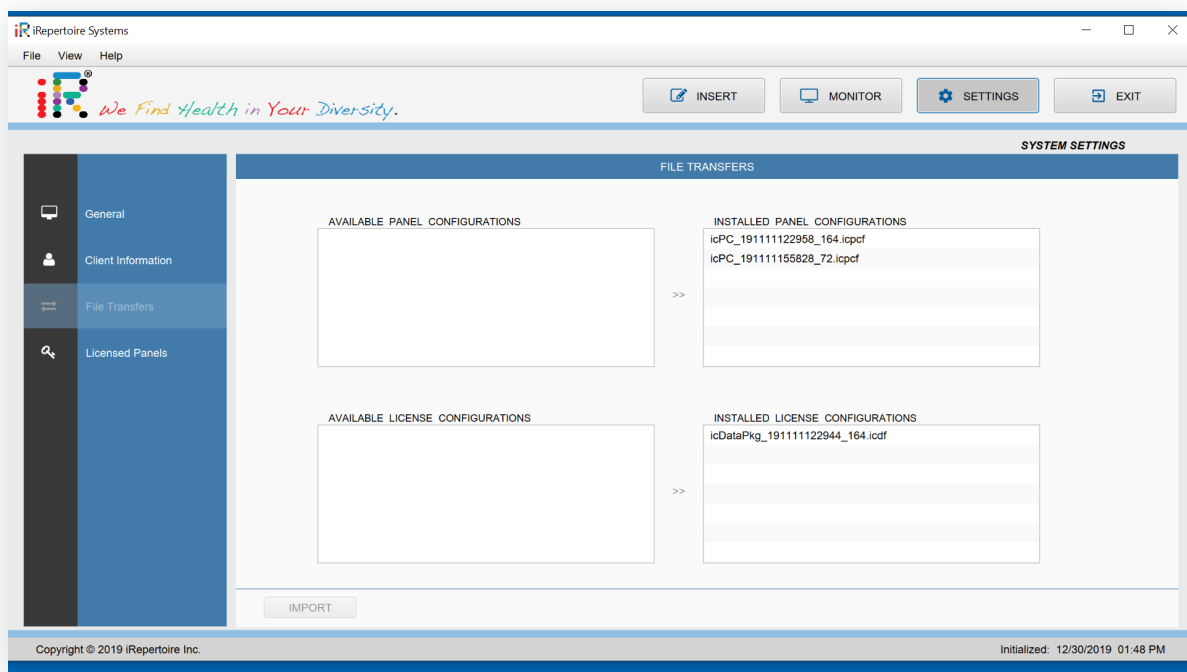 iR iRepertoire Systems
File View Help
iR® We Find Health in Your Diversity.
INSERT MONITOR SETTINGS EXIT
SYSTEM SETTINGS
FILE TRANSFERS
General
Client Information
File Transfers
Licensed Panels
AVAILABLE PANEL CONFIGURATIONS
>>
INSTALLED PANEL CONFIGURATIONS
icPC_191111122958_164.icpcf
icPC_191111155828_72.icpcf
AVAILABLE LICENSE CONFIGURATIONS
>>
INSTALLED LICENSE CONFIGURATIONS
icDataPkg_191111122944_164.icdf
IMPORT
Copyright © 2019 iRepertoire Inc. Initialized: 12/30/2019 01:48 PM